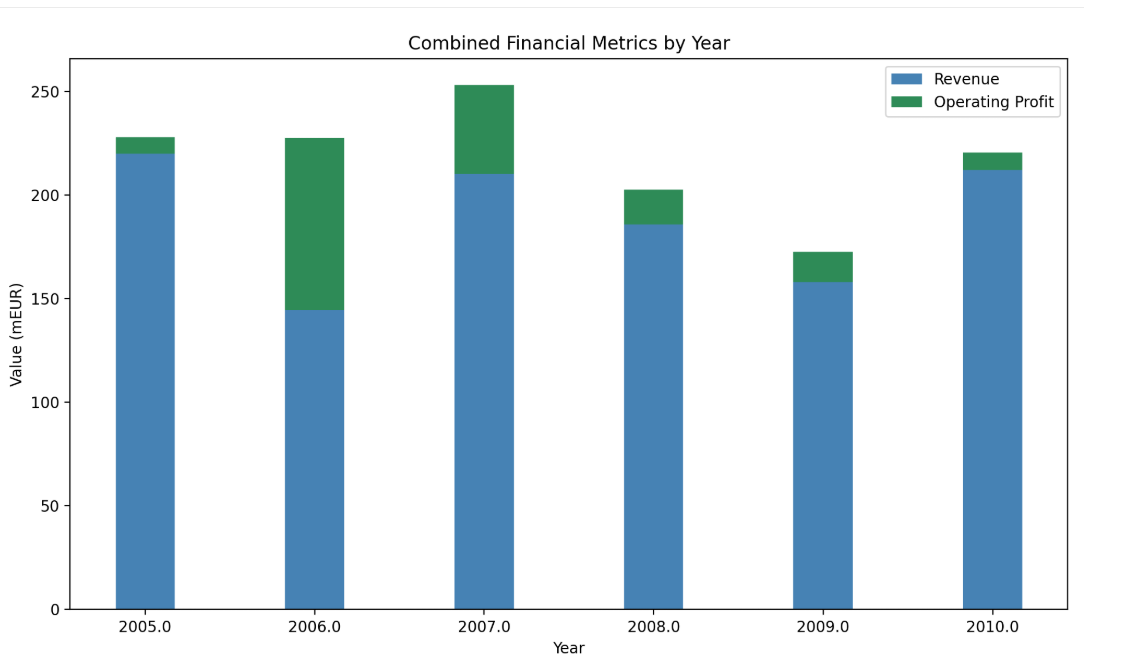 Combined Financial Metrics by Year
Revenue
Operating Profit
Value (mEUR)
250
200
150
100
50
0
2005.0 2006.0 2007.0 2008.0 2009.0 2010.0
Year